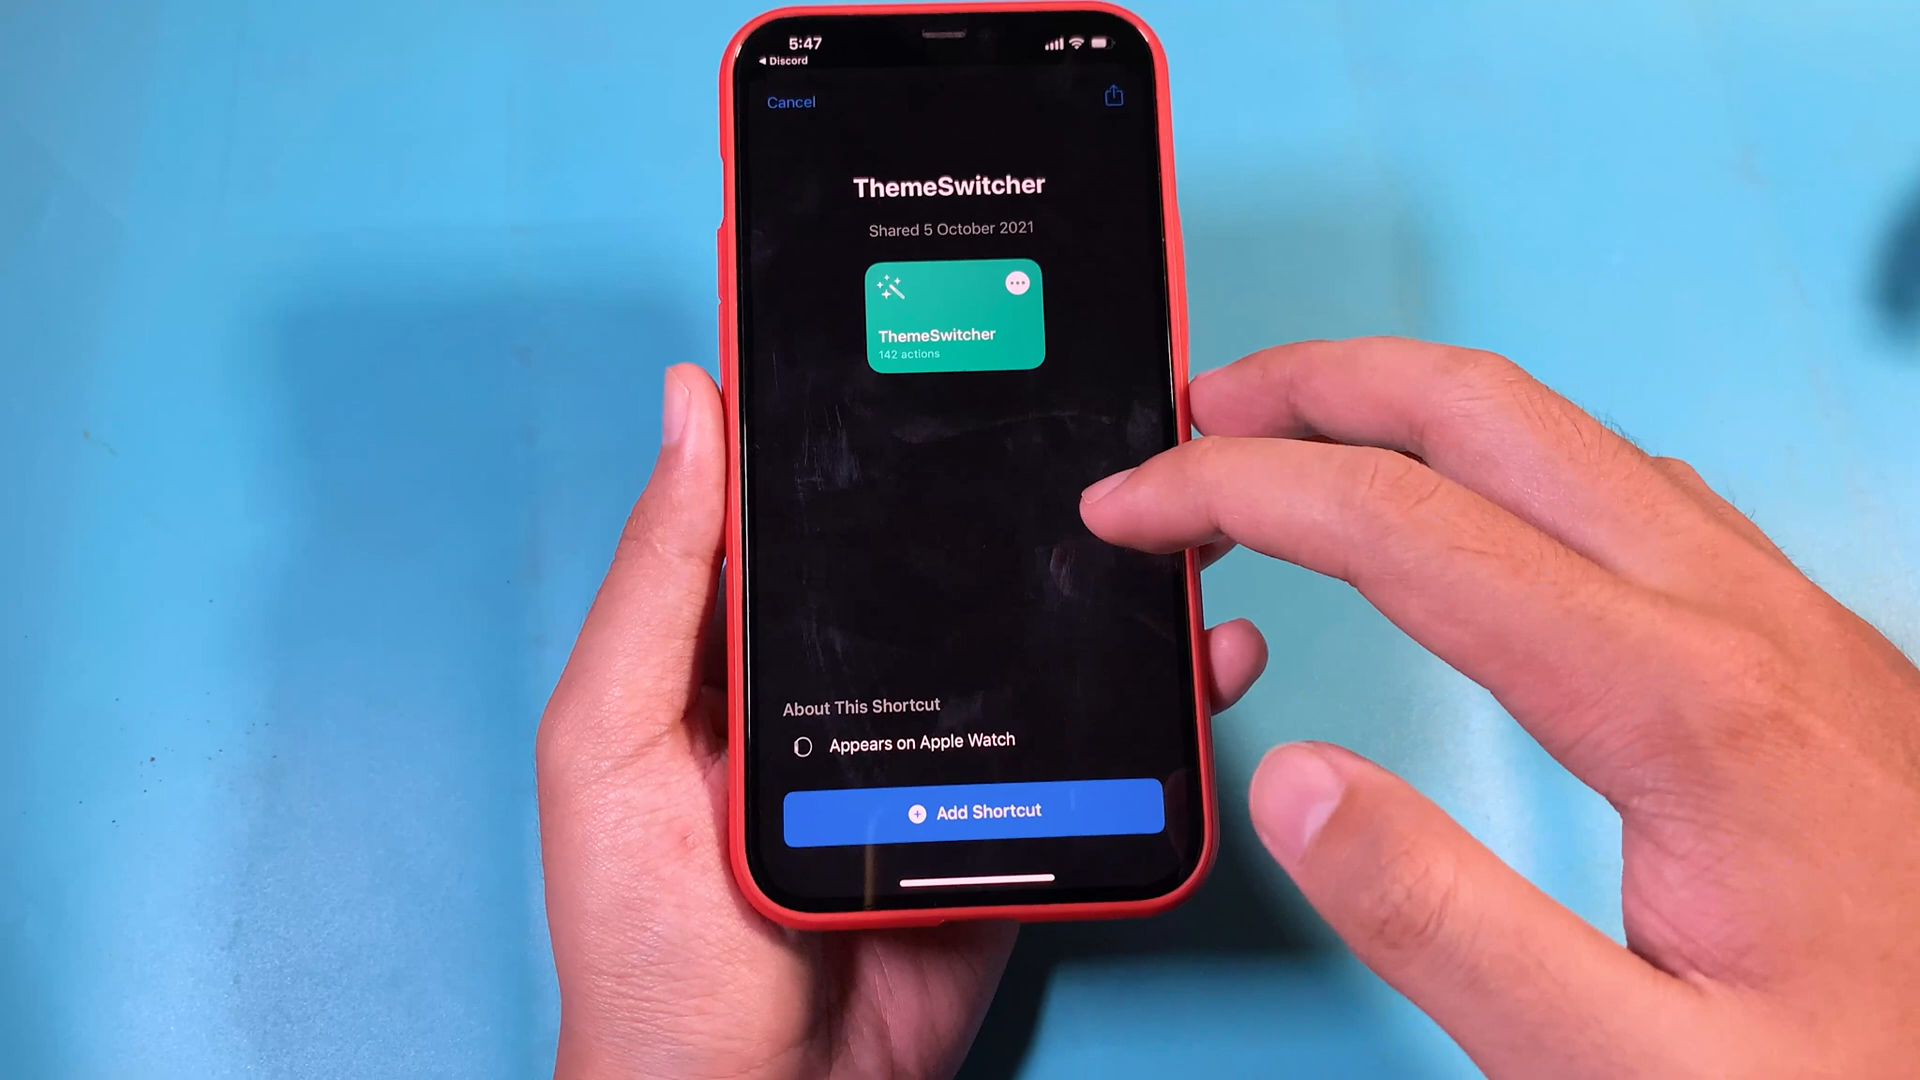 5:47
◀ Discord
Cancel
ThemeSwitcher
Shared 5 October 2021
ThemeSwitcher
142 actions
About This Shortcut
Appears on Apple Watch
Add Shortcut